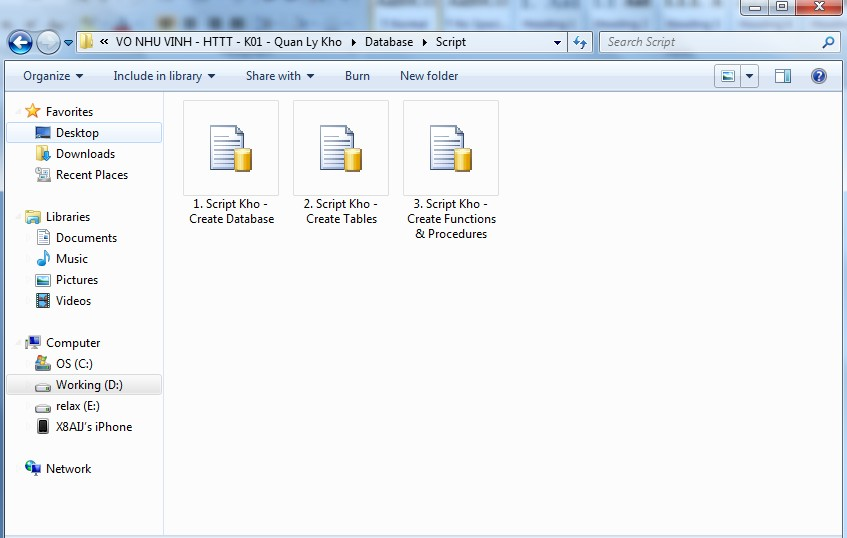 « VO NHU VINH - HTTT - K01 - Quan Ly Kho Database Script
Search Script
Organize Include in library Share with Burn New folder
Favorites
Desktop
Downloads
Recent Places
Libraries
Documents
Music
Pictures
Videos
Computer
OS (C:)
Working (D:)
relax (E:)
X8AIJ's iPhone
Network
1. Script Kho -
Create Database
2. Script Kho -
Create Tables
3. Script Kho -
Create Functions
& Procedures